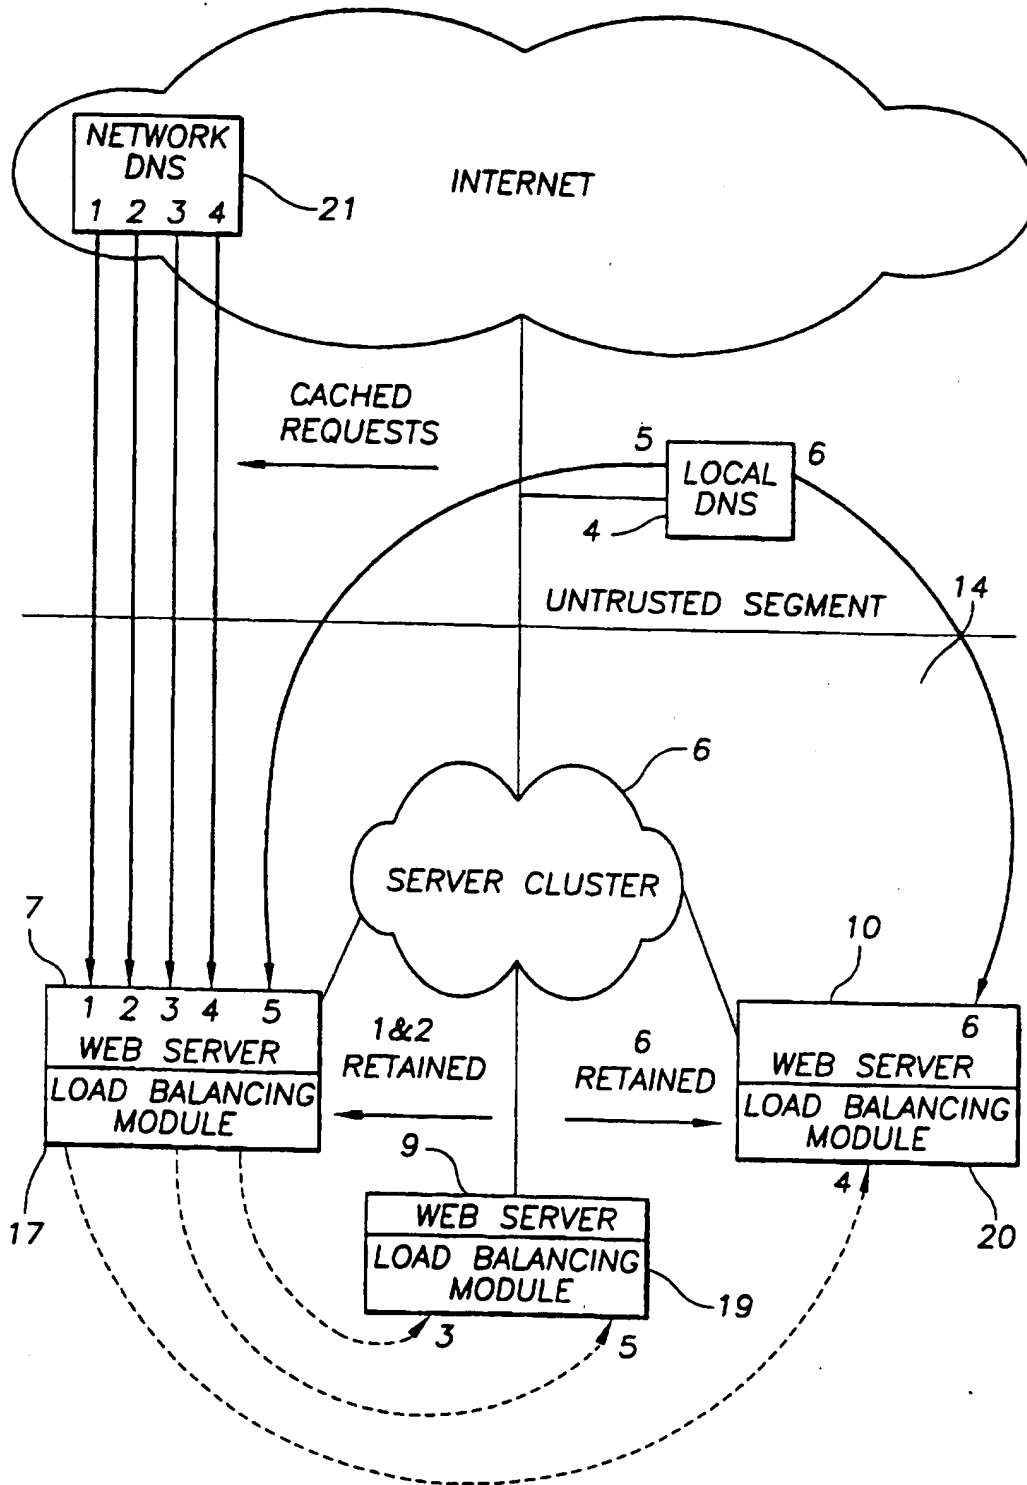 NETWORK
DNS
1 2 3 4
21
INTERNET
CACHED
REQUESTS
5
LOCAL
DNS
6
4
UNTRUSTED SEGMENT
14
6
SERVER CLUSTER
7
1 2 3 4 5
WEB SERVER
LOAD BALANCING
MODULE
17
1&2
RETAINED
6
RETAINED
10
6
WEB SERVER
LOAD BALANCING
MODULE
4
20
9
WEB SERVER
LOAD BALANCING
MODULE
19
3
5